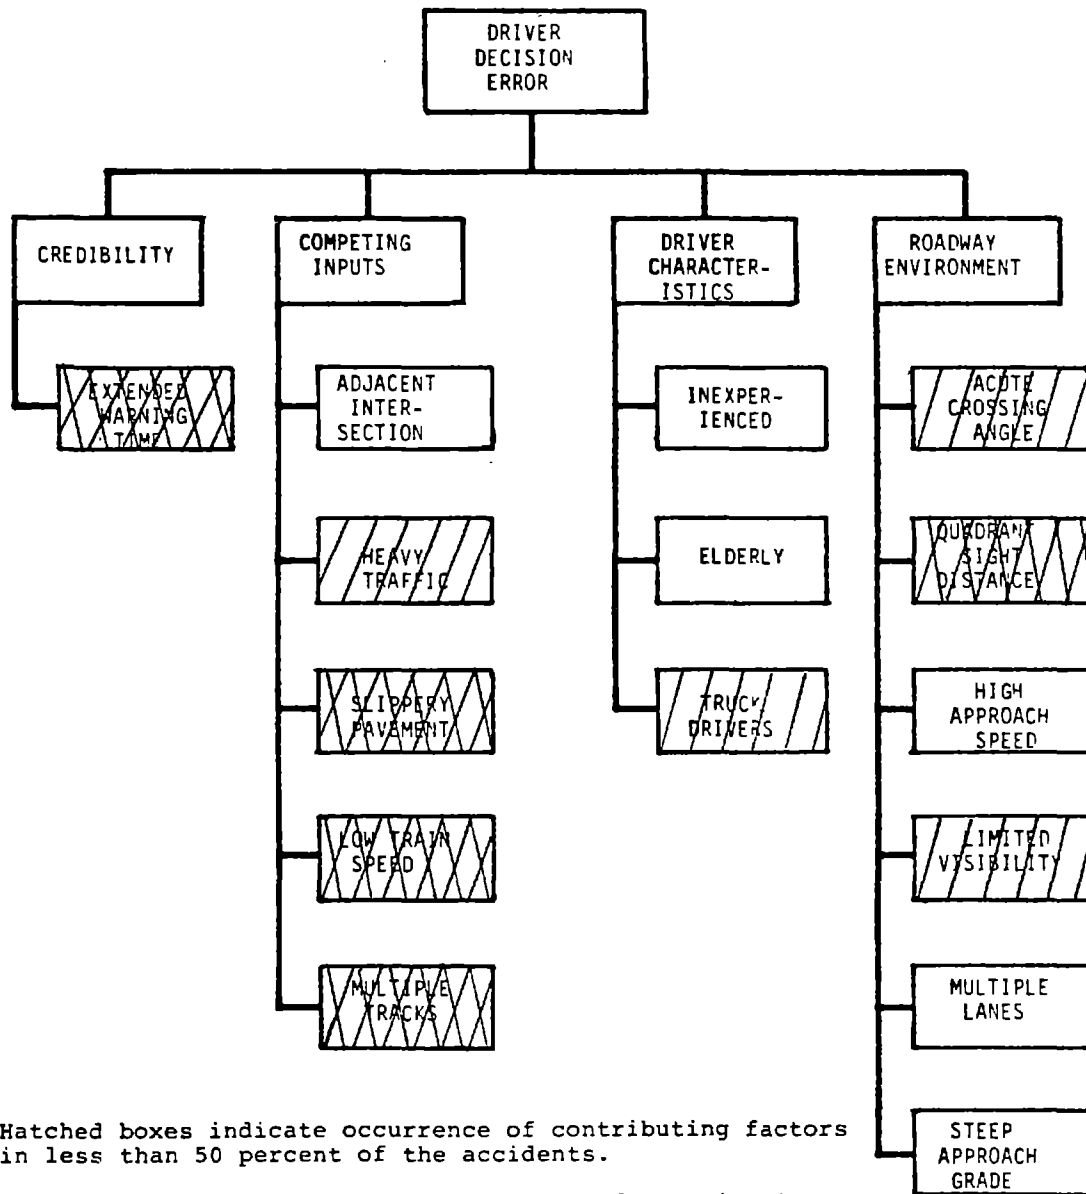 DRIVER
DECISION
ERROR
CREDIBILITY
COMPETING
INPUTS
DRIVER
CHARACTER-
ISTICS
ROADWAY
ENVIRONMENT
EXTENDED
WARNING
TIME
ADJACENT
INTER-
SECTION
INEXPER-
IENCED
ACUTE
CROSSING
ANGLE
HEAVY
TRAFFIC
ELDERLY
QUADRANT
SIGHT
DISTANCE
SLIPPERY
PAVEMENT
TRUCK
DRIVERS
HIGH
APPROACH
SPEED
LOW TRAIN
SPEED
LIMITED
VISIBILITY
MULTIPLE
TRACKS
MULTIPLE
LANES
STEEP
APPROACH
GRADE
Hatched boxes indicate occurrence of contributing factors
in less than 50 percent of the accidents.